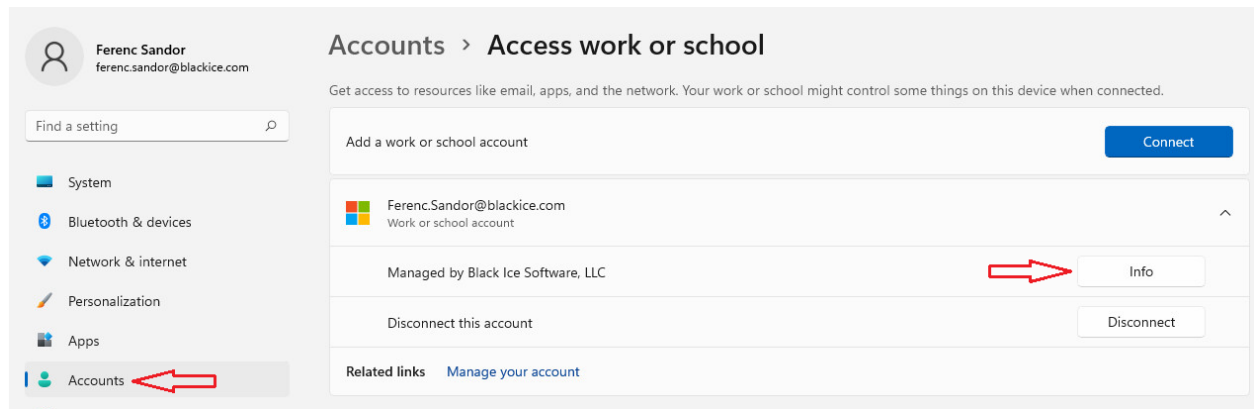 Ferenc Sandor
ferenc.sandor@blackice.com
Find a setting
System
Bluetooth & devices
Network & internet
Personalization
Apps
Accounts
Accounts > Access work or school
Get access to resources like email, apps, and the network. Your work or school might control some things on this device when connected.
Add a work or school account
Connect
Ferenc.Sandor@blackice.com
Work or school account
Managed by Black Ice Software, LLC
Info
Disconnect this account
Disconnect
Related links Manage your account